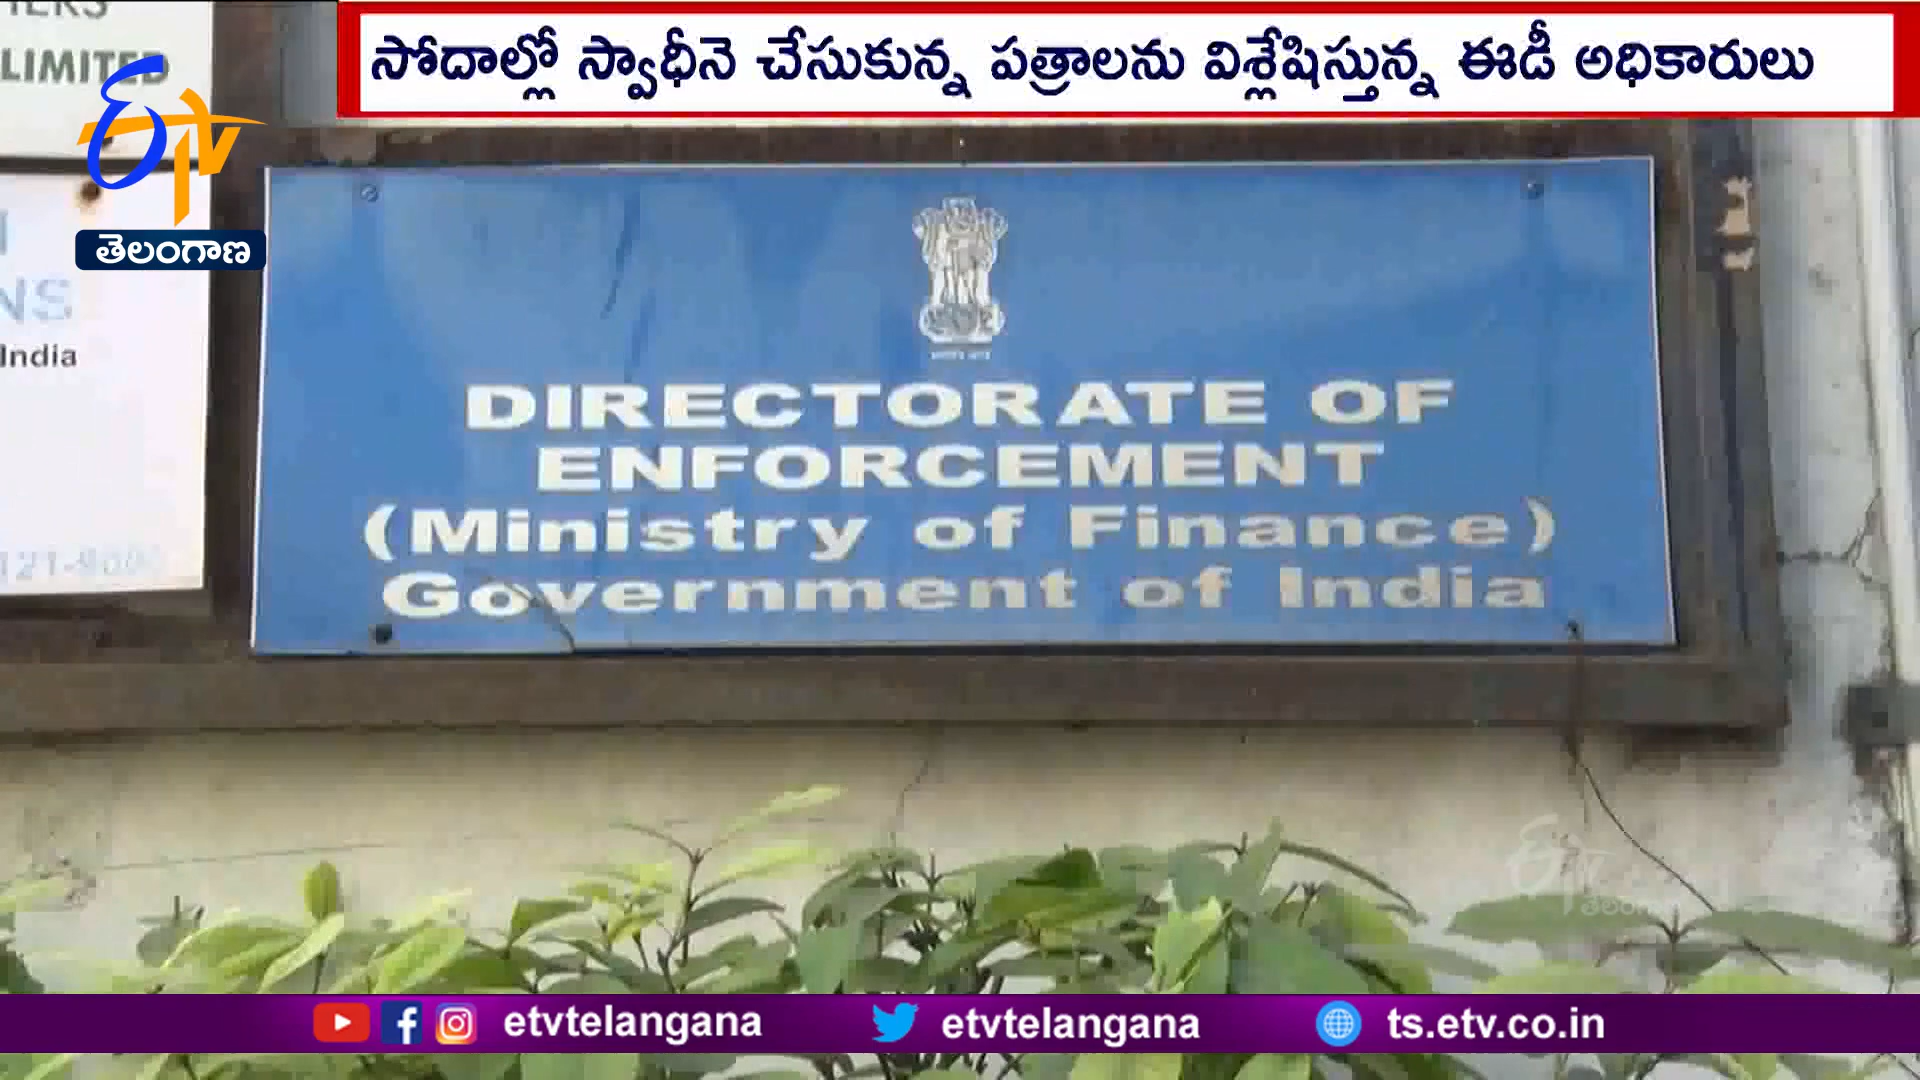 LIMITED
సోదాల్లో స్వాధీనె చేసుకున్న పత్రాలను విశ్లేషిస్తున్న ఈడీ అధికారులు
ETV
తెలంగాణ
NS
India
DIRECTORATE OF
ENFORCEMENT
(Ministry of Finance)
Government of India
etvtelangana
etvtelangana
ts.etv.co.in